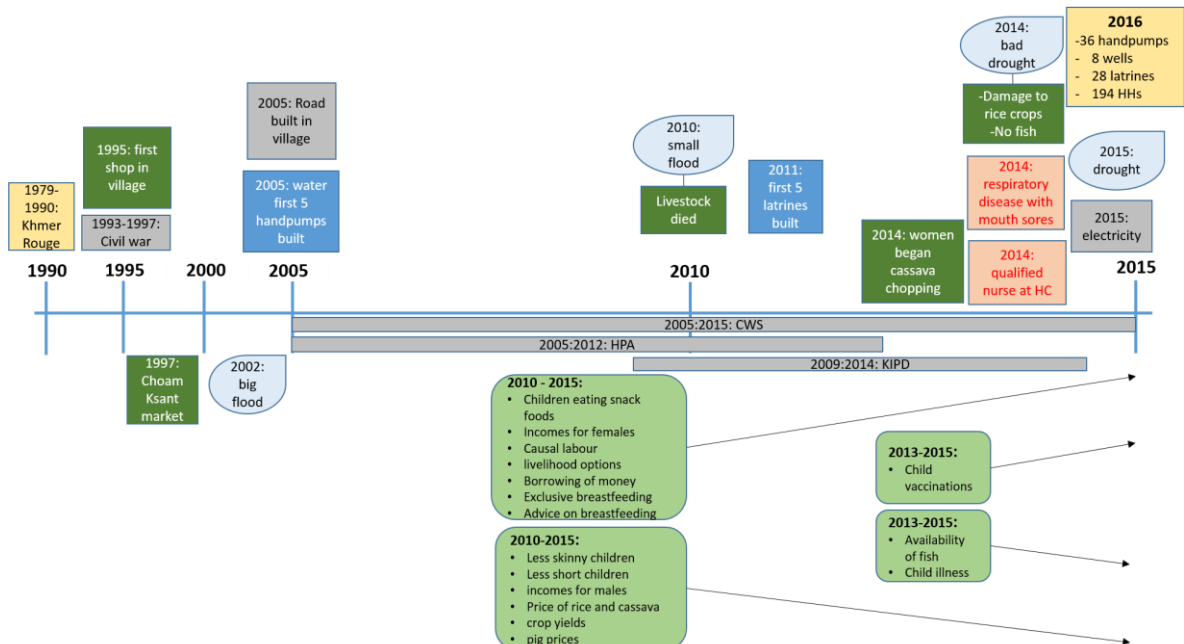 2014:
bad
drought
2016
-36 handpumps
- 8 wells
- 28 latrines
- 194 HHs
-Damage to
rice crops
-No fish
2005: Road
built in
village
1995: first
shop in
village
2010:
small
flood
2015:
drought
1979-
1990:
Khmer
Rouge
1993-1997:
Civil war
2005: water
first 5
handpumps
built
Livestock
died
2011:
first 5
latrines
built
2014:
respiratory
disease with
mouth sores
2014: women
began
cassava
chopping
2014:
qualified
nurse at HC
2015:
electricity
1990
1995
2000
2005
2010
2015
2005:2015: CWS
2005:2012: HPA
2009:2014: KIPD
1997:
Choam
Ksant
market
2002:
big
flood
2010 - 2015:
• Children eating snack
foods
• Incomes for females
• Causal labour
• livelihood options
• Borrowing of money
• Exclusive breastfeeding
• Advice on breastfeeding
2013-2015:
• Child
vaccinations
2013-2015:
• Availability
of fish
• Child illness
2010-2015:
• Less skinny children
• Less short children
• incomes for males
• Price of rice and cassava
• crop yields
• pig prices